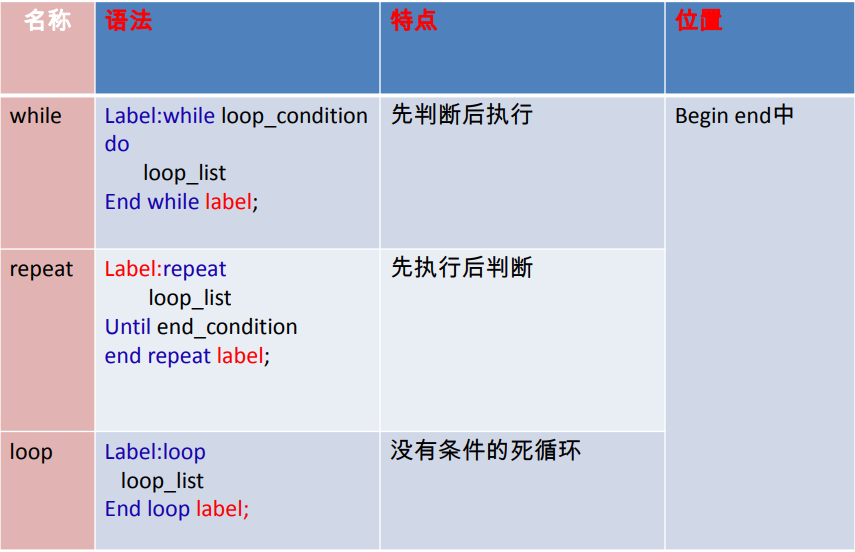 名称 语法 特点 位置
while Label:while loop_condition 先判断后执行 Begin end中
do
loop_list
End while label;
repeat Label:repeat 先执行后判断
loop_list
Until end_condition
end repeat label;
loop Label:loop 没有条件的死循环
loop_list
End loop label;